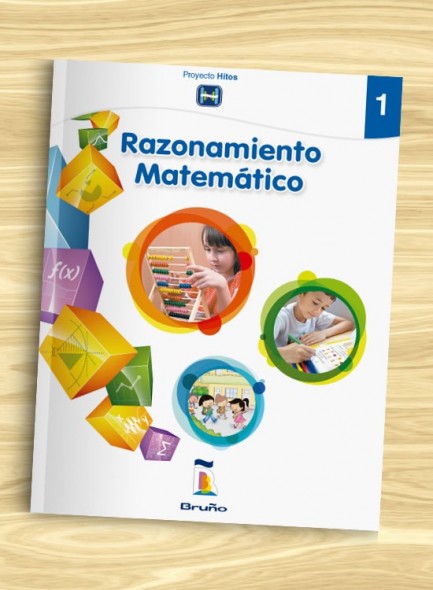 Proyecto Hitos
H
1
Razonamiento
Matemático
f(x)
Σ
B
Bruño